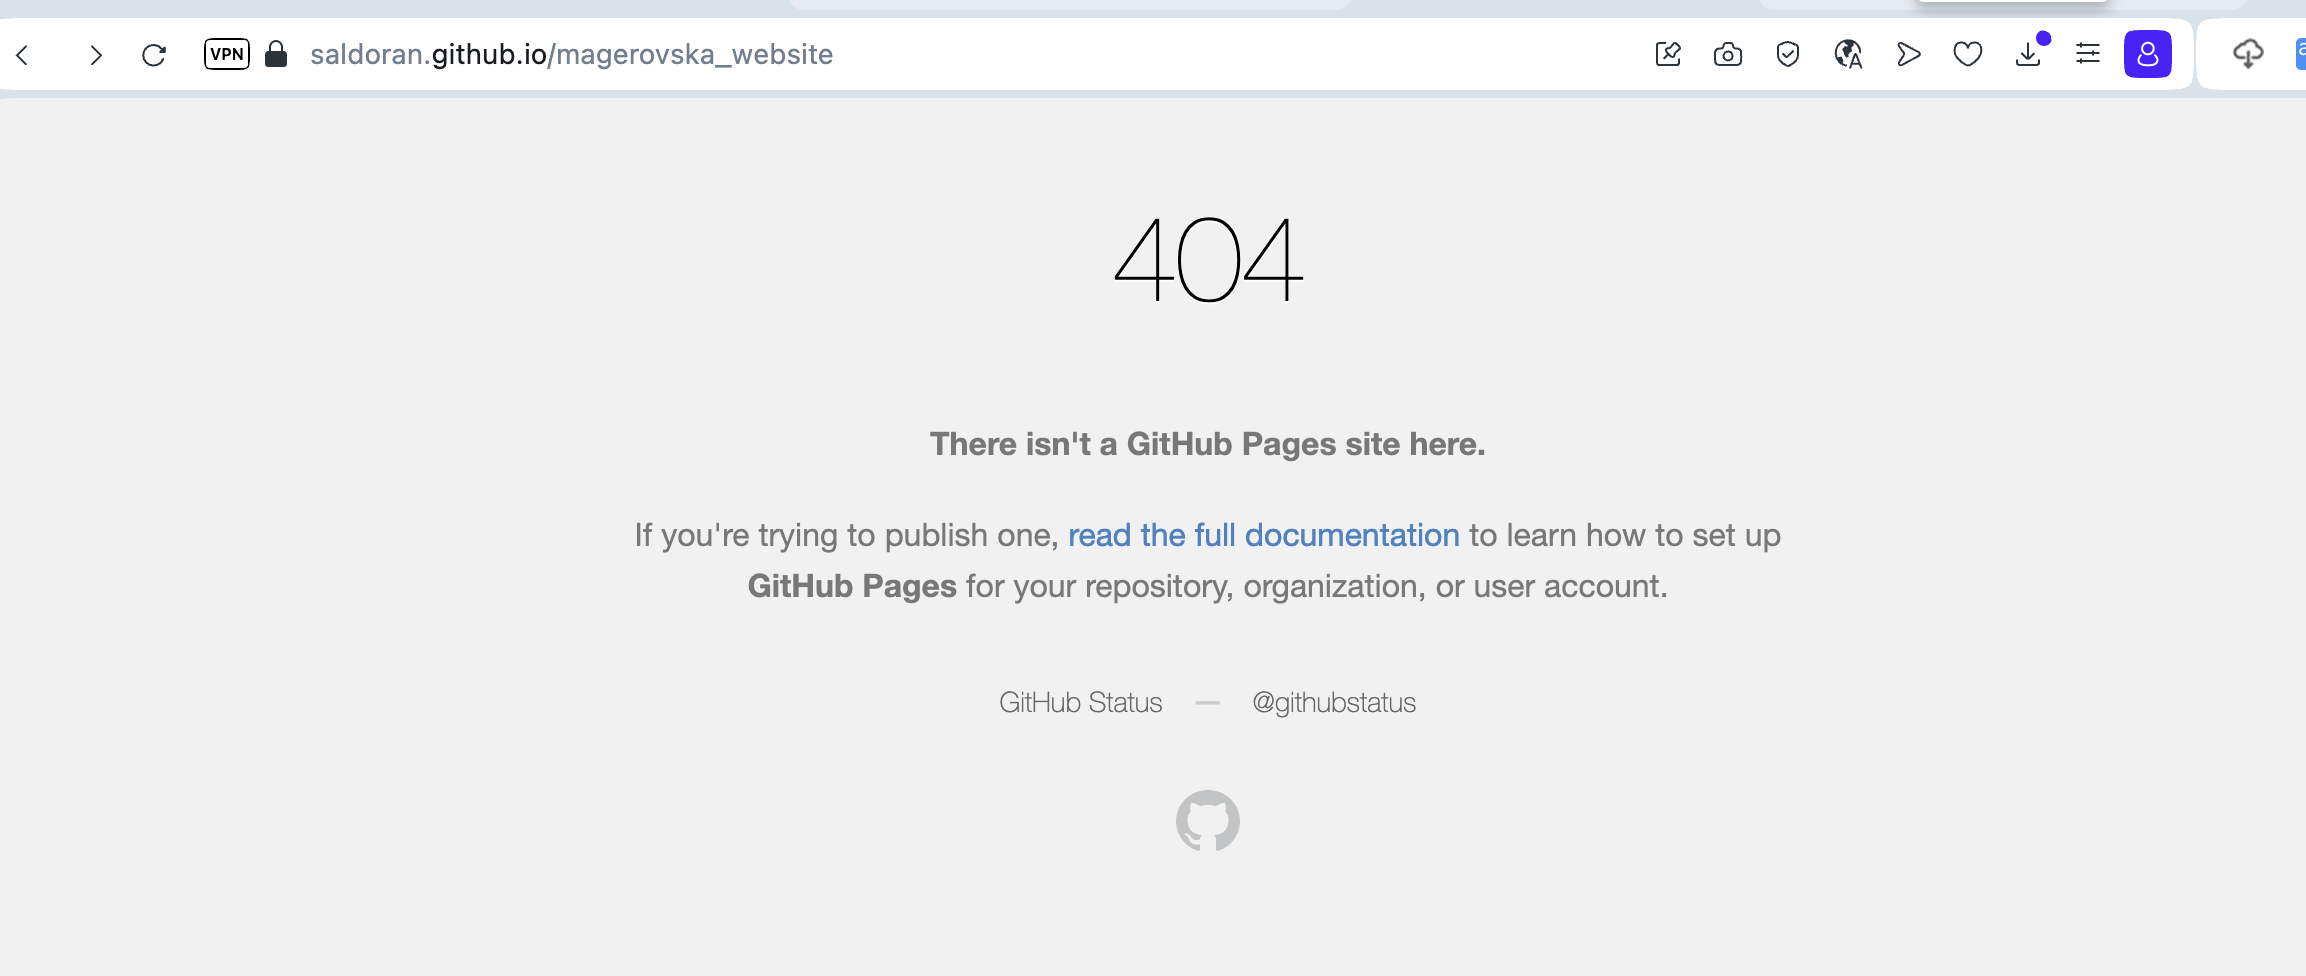 VPN saldoran.github.io/magerovska_website
404
There isn't a GitHub Pages site here.
If you're trying to publish one, read the full documentation to learn how to set up
GitHub Pages for your repository, organization, or user account.
GitHub Status — @githubstatus